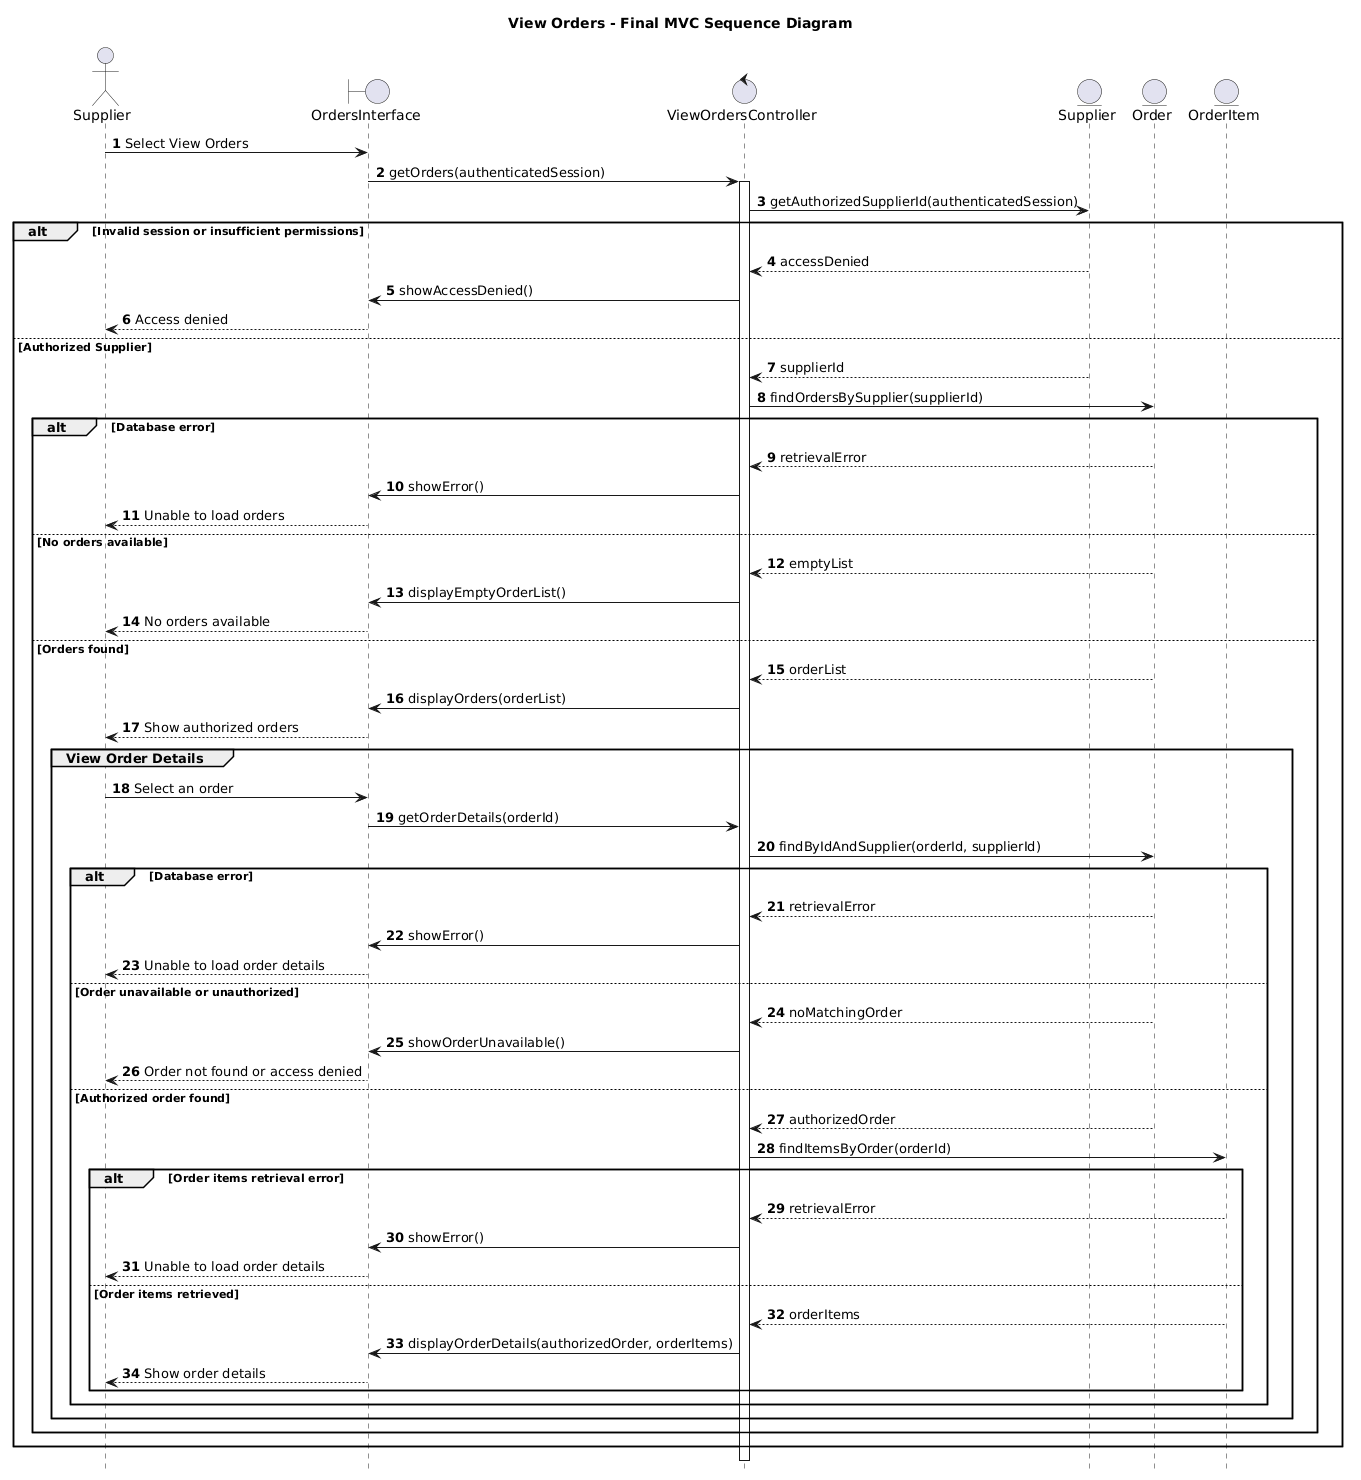 View Orders - Final MVC Sequence Diagram
Supplier
OrdersInterface
ViewOrdersController
Supplier
Order
OrderItem
1 Select View Orders
2 getOrders(authenticatedSession)
3 getAuthorizedSupplierId(authenticatedSession)
alt [Invalid session or insufficient permissions]
4 accessDenied
5 showAccessDenied()
6 Access denied
[Authorized Supplier]
7 supplierId
8 findOrdersBySupplier(supplierId)
alt [Database error]
9 retrievalError
10 showError()
11 Unable to load orders
[No orders available]
12 emptyList
13 displayEmptyOrderList()
14 No orders available
[Orders found]
15 orderList
16 displayOrders(orderList)
17 Show authorized orders
View Order Details
18 Select an order
19 getOrderDetails(orderId)
20 findByIdAndSupplier(orderId, supplierId)
alt [Database error]
21 retrievalError
22 showError()
23 Unable to load order details
[Order unavailable or unauthorized]
24 noMatchingOrder
25 showOrderUnavailable()
26 Order not found or access denied
[Authorized order found]
27 authorizedOrder
28 findItemsByOrder(orderId)
alt [Order items retrieval error]
29 retrievalError
30 showError()
31 Unable to load order details
[Order items retrieved]
32 orderItems
33 displayOrderDetails(authorizedOrder, orderItems)
34 Show order details